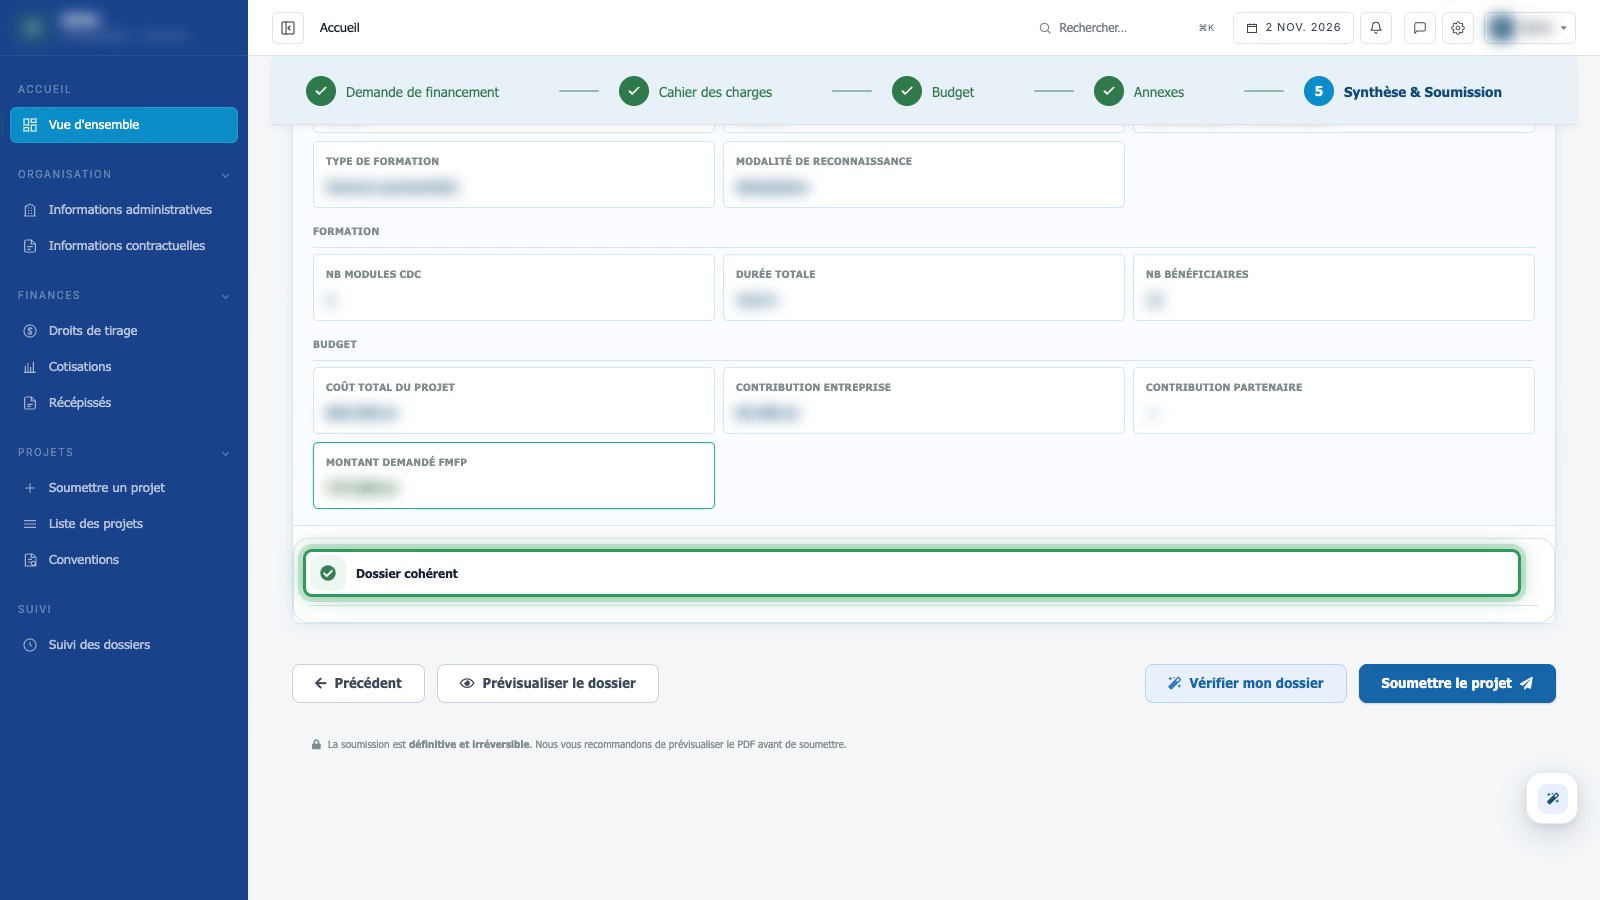 Accueil
Rechercher...
⌘K
2 NOV. 2026
ACCUEIL
Vue d'ensemble
ORGANISATION
Informations administratives
Informations contractuelles
FINANCES
Droits de tirage
Cotisations
Récépissés
PROJETS
Soumettre un projet
Liste des projets
Conventions
SUIVI
Suivi des dossiers
Demande de financement
Cahier des charges
Budget
Annexes
5 Synthèse & Soumission
TYPE DE FORMATION
MODALITÉ DE RECONNAISSANCE
FORMATION
NB MODULES CDC
DURÉE TOTALE
NB BÉNÉFICIAIRES
BUDGET
COÛT TOTAL DU PROJET
CONTRIBUTION ENTREPRISE
CONTRIBUTION PARTENAIRE
MONTANT DEMANDÉ FMFP
Dossier cohérent
Précédent
Prévisualiser le dossier
Vérifier mon dossier
Soumettre le projet
La soumission est définitive et irréversible. Nous vous recommandons de prévisualiser le PDF avant de soumettre.